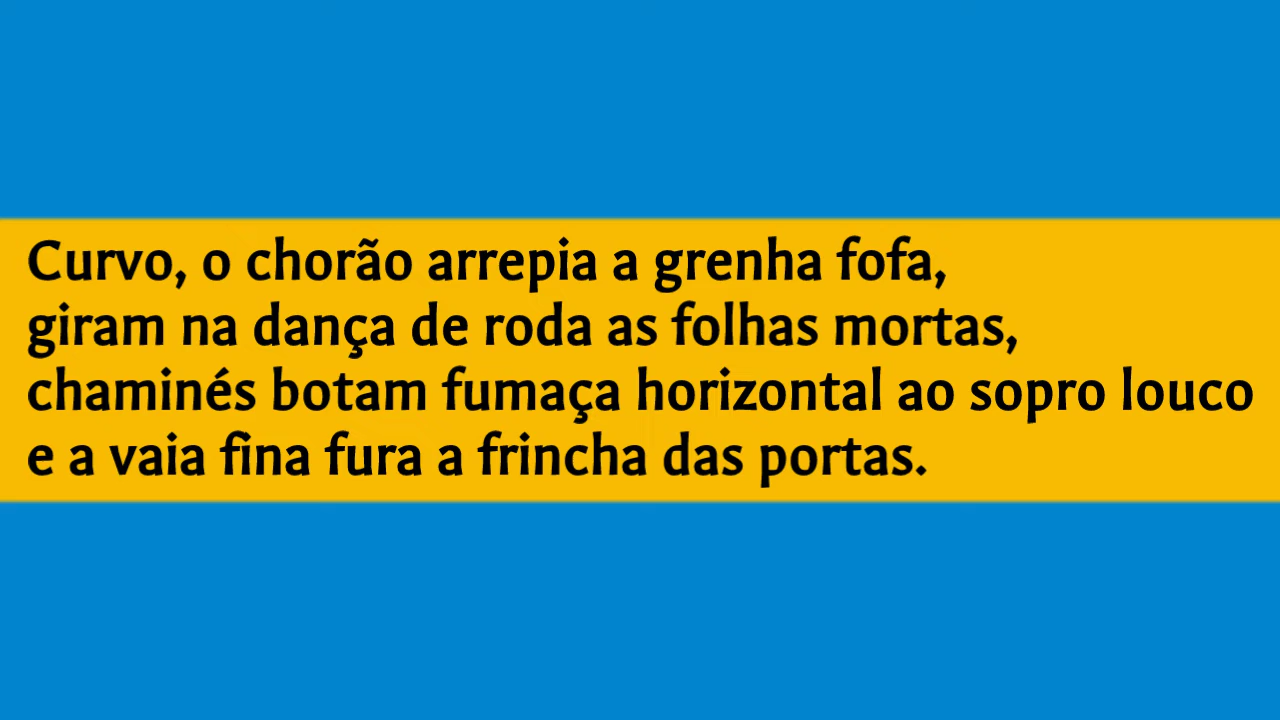 Curvo, o chorão arrepia a grenha fofa,
giram na dança de roda as folhas mortas,
chaminés botam fumaça horizontal ao sopro louco
e a vaia fina fura a frincha das portas.